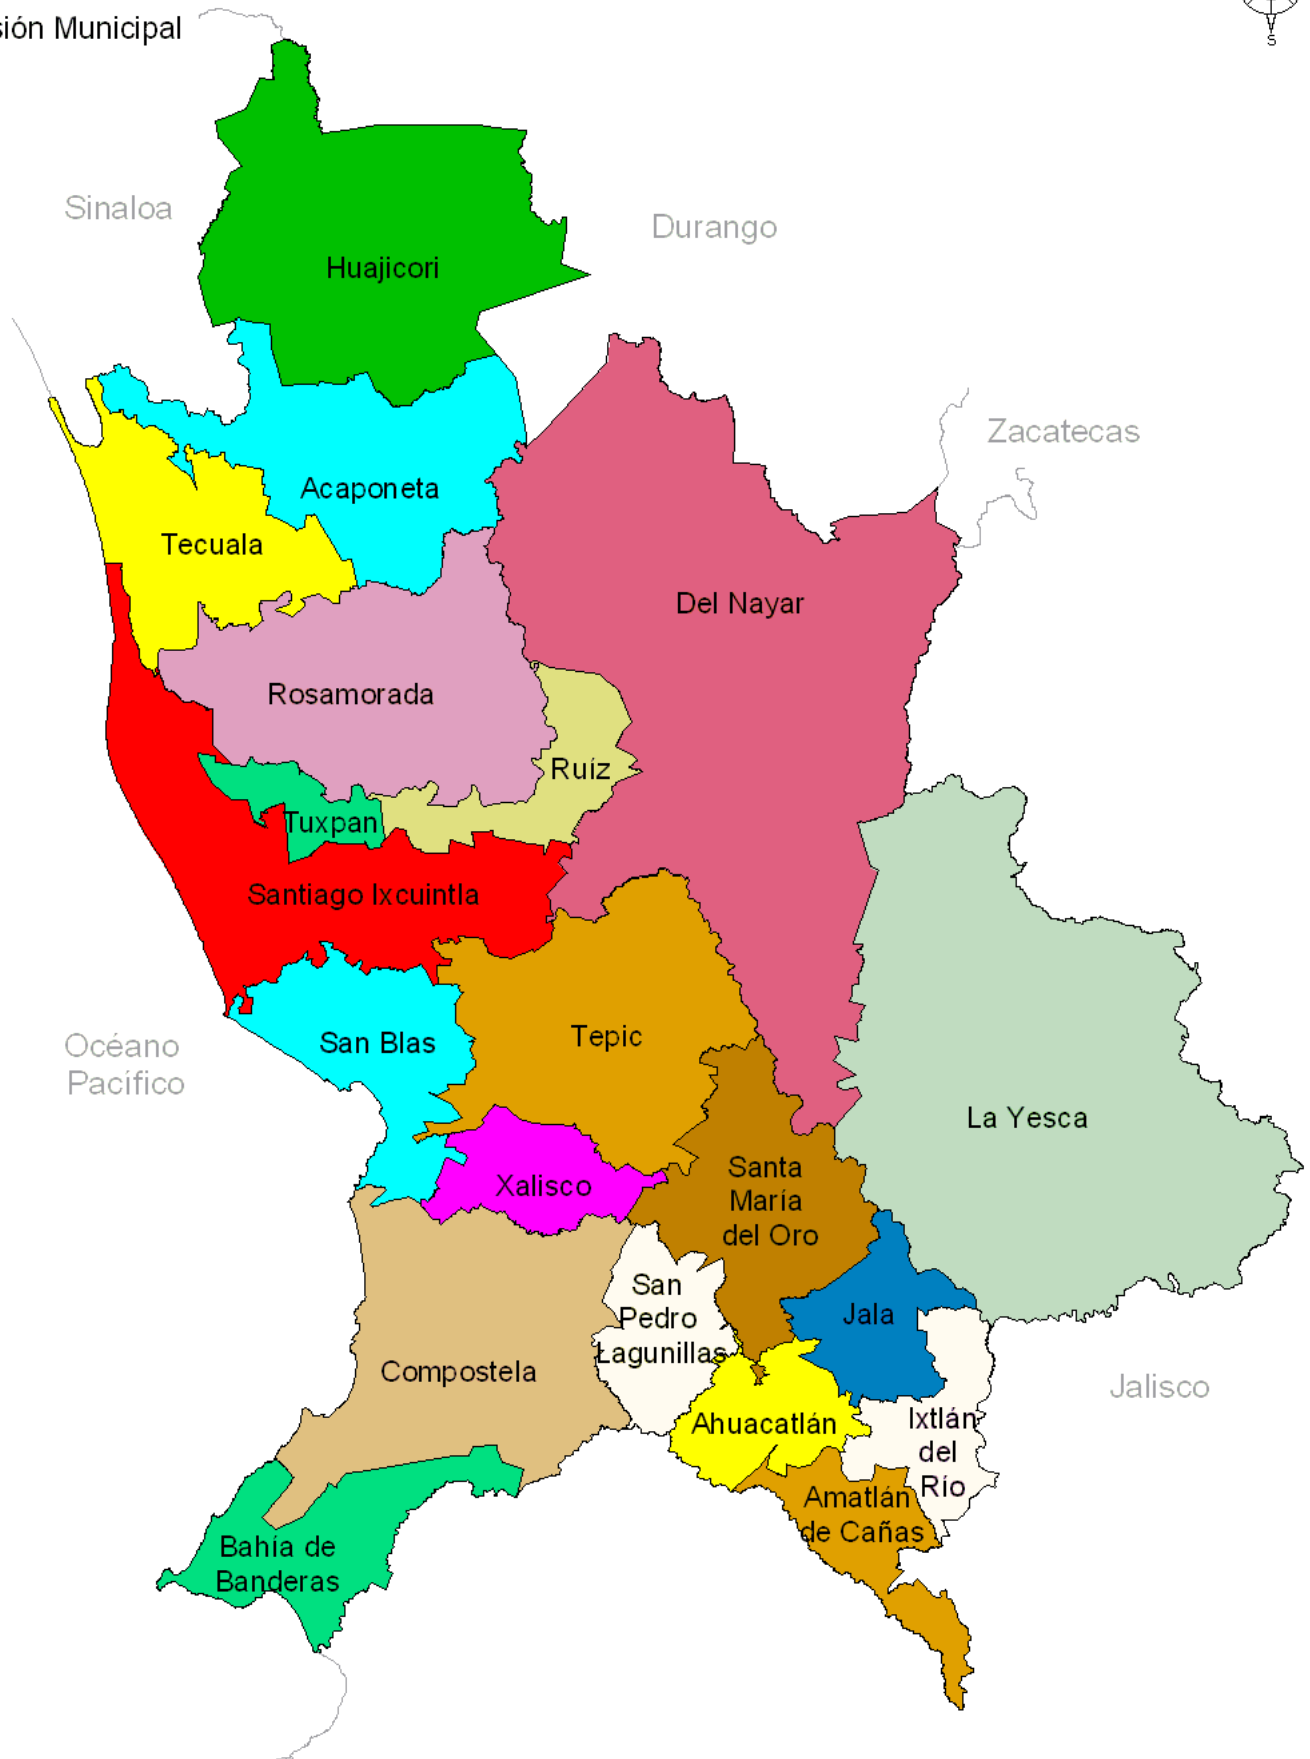 sión Municipal
S
Sinaloa
Durango
Huajicori
Zacatecas
Acaponeta
Tecuala
Del Nayar
Rosamorada
Ruíz
Tuxpan
Santiago Ixcuintla
Océano
Pacífico
San Blas
Tepic
La Yesca
Xalisco
Santa
María
del Oro
San
Pedro
Lagunillas
Jala
Compostela
Jalisco
Ahuacatlán
Ixtlán
del
Río
Amatlán
de Cañas
Bahía de
Banderas